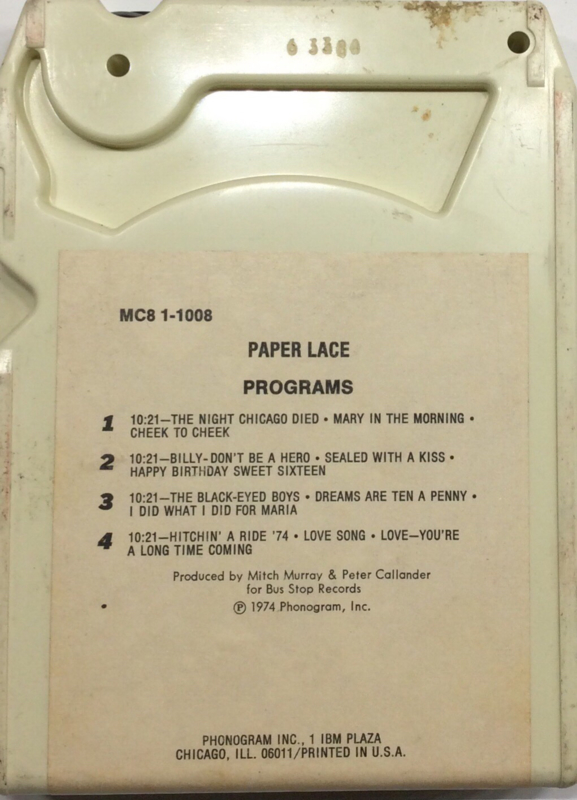 6 3380
MC8 1-1008
PAPER LACE
PROGRAMS
1 10:21—THE NIGHT CHICAGO DIED • MARY IN THE MORNING •
CHEEK TO CHEEK
2 10:21—BILLY-DON'T BE A HERO • SEALED WITH A KISS •
HAPPY BIRTHDAY SWEET SIXTEEN
3 10:21—THE BLACK-EYED BOYS • DREAMS ARE TEN A PENNY •
I DID WHAT I DID FOR MARIA
4 10:21—HITCHIN' A RIDE '74 • LOVE SONG • LOVE—YOU'RE
A LONG TIME COMING
Produced by Mitch Murray & Peter Callander
for Bus Stop Records
Ⓟ 1974 Phonogram, Inc.
PHONOGRAM INC., 1 IBM PLAZA
CHICAGO, ILL. 06011/PRINTED IN U.S.A.